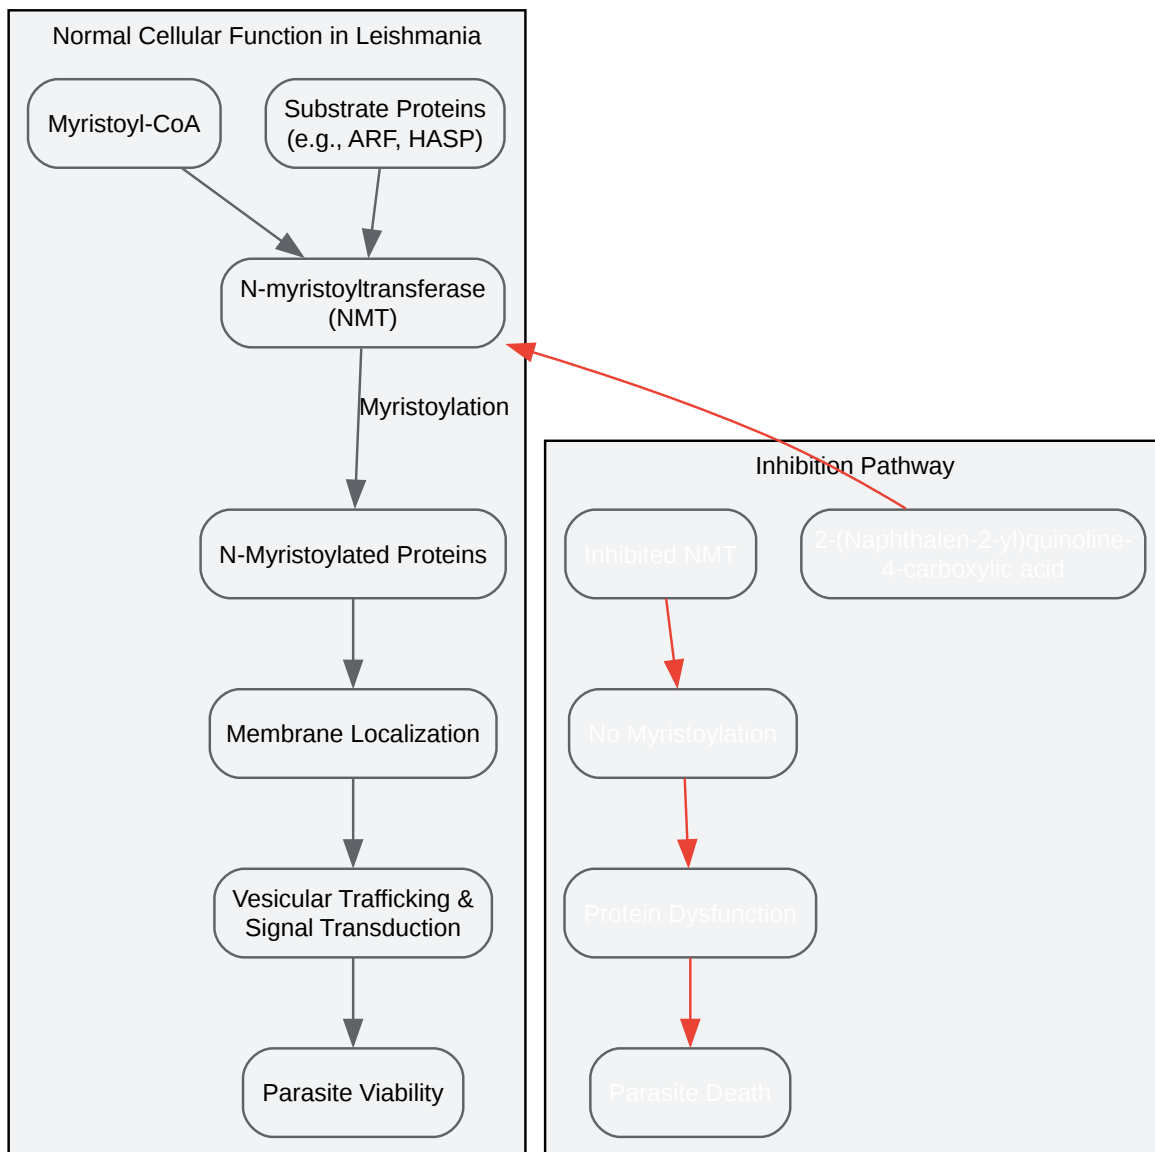 Normal Cellular Function in Leishmania
Myristoyl-CoA
Substrate Proteins
(e.g., ARF, HASP)
N-myristoyltransferase
(NMT)
Myristoylation
N-Myristoylated Proteins
Membrane Localization
Vesicular Trafficking &
Signal Transduction
Parasite Viability
Inhibition Pathway
Inhibited NMT
2-(Naphthalen-2-yl)quinoline-
4-carboxylic acid
No Myristoylation
Protein Dysfunction
Parasite Death